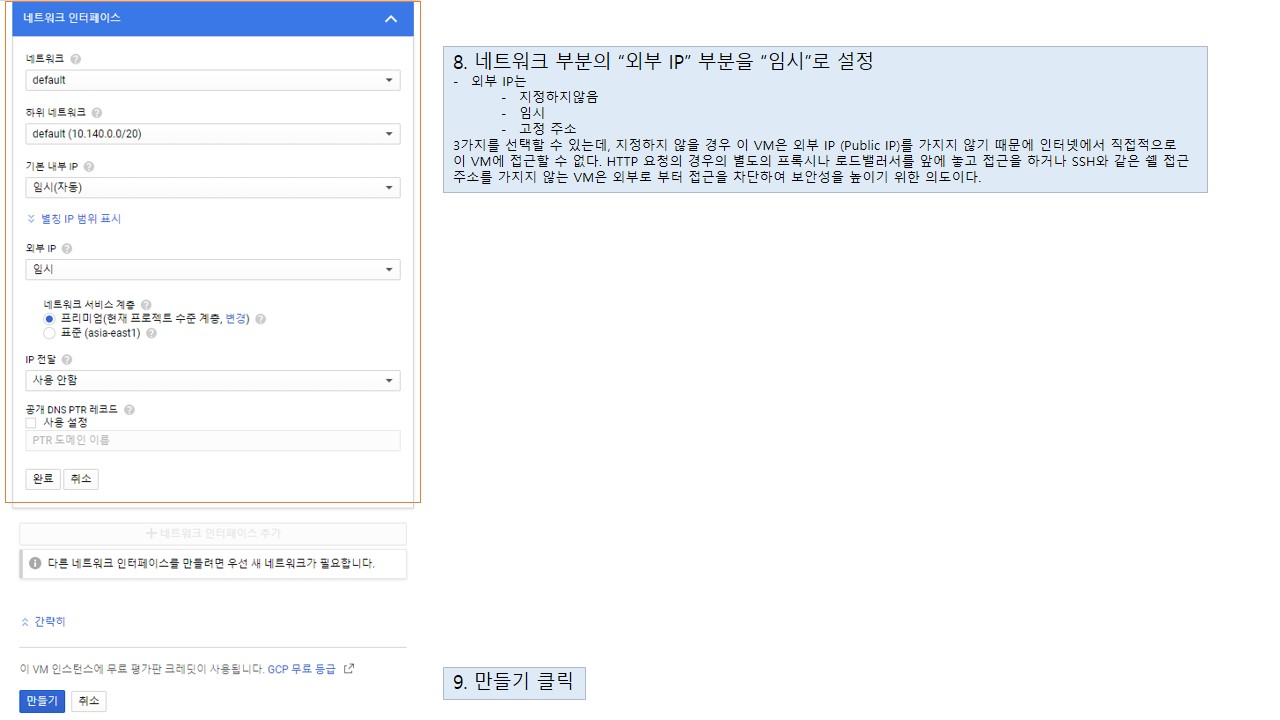 네트워크 인터페이스
네트워크
default
하위 네트워크
default (10.140.0.0/20)
기본 내부 IP
임시(자동)
별칭 IP 범위 표시
외부 IP
임시
네트워크 서비스 계층
프리미엄(현재 프로젝트 수준 계층, 변경)
표준 (asia-east1)
IP 전달
사용 안함
공개 DNS PTR 레코드
사용 설정
PTR 도메인 이름
완료 취소
네트워크 인터페이스 추가
다른 네트워크 인터페이스를 만들려면 우선 새 네트워크가 필요합니다.
간략히
이 VM 인스턴스에 무료 평가판 크레딧이 사용됩니다. GCP 무료 등급
만들기 취소
8. 네트워크 부분의 “외부 IP” 부분을 “임시”로 설정
- 외부 IP는
- 지정하지않음
- 임시
- 고정 주소
3가지를 선택할 수 있는데, 지정하지 않을 경우 이 VM은 외부 IP (Public IP)를 가지지 않기 때문에 인터넷에서 직접적으로
이 VM에 접근할 수 없다. HTTP 요청의 경우의 별도의 프록시나 로드밸러서를 앞에 놓고 접근을 하거나 SSH와 같은 쉘 접근
주소를 가지지 않는 VM은 외부로 부터 접근을 차단하여 보안성을 높이기 위한 의도이다.
9. 만들기 클릭